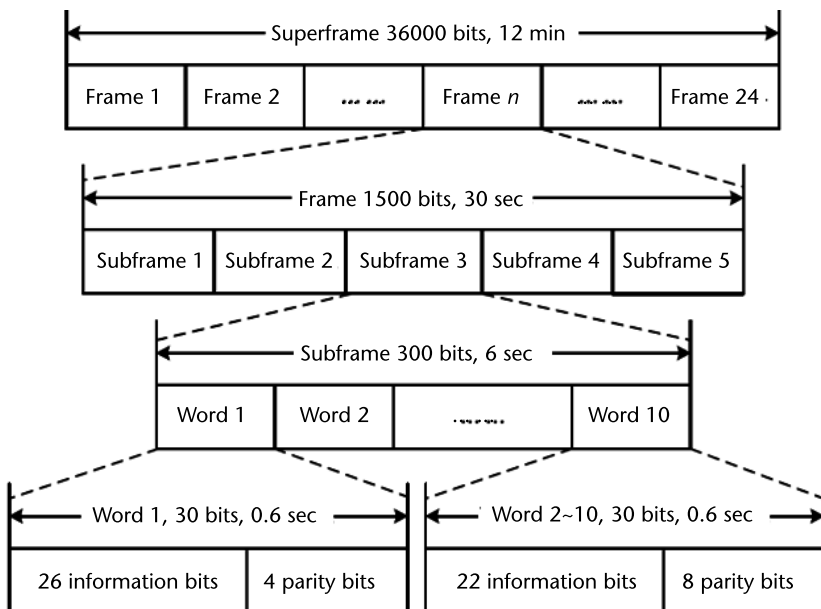 Superframe 36000 bits, 12 min
Frame 1 Frame 2 ...... Frame n ...... Frame 24
Frame 1500 bits, 30 sec
Subframe 1 Subframe 2 Subframe 3 Subframe 4 Subframe 5
Subframe 300 bits, 6 sec
Word 1 Word 2 ....... Word 10
Word 1, 30 bits, 0.6 sec Word 2~10, 30 bits, 0.6 sec
26 information bits 4 parity bits 22 information bits 8 parity bits